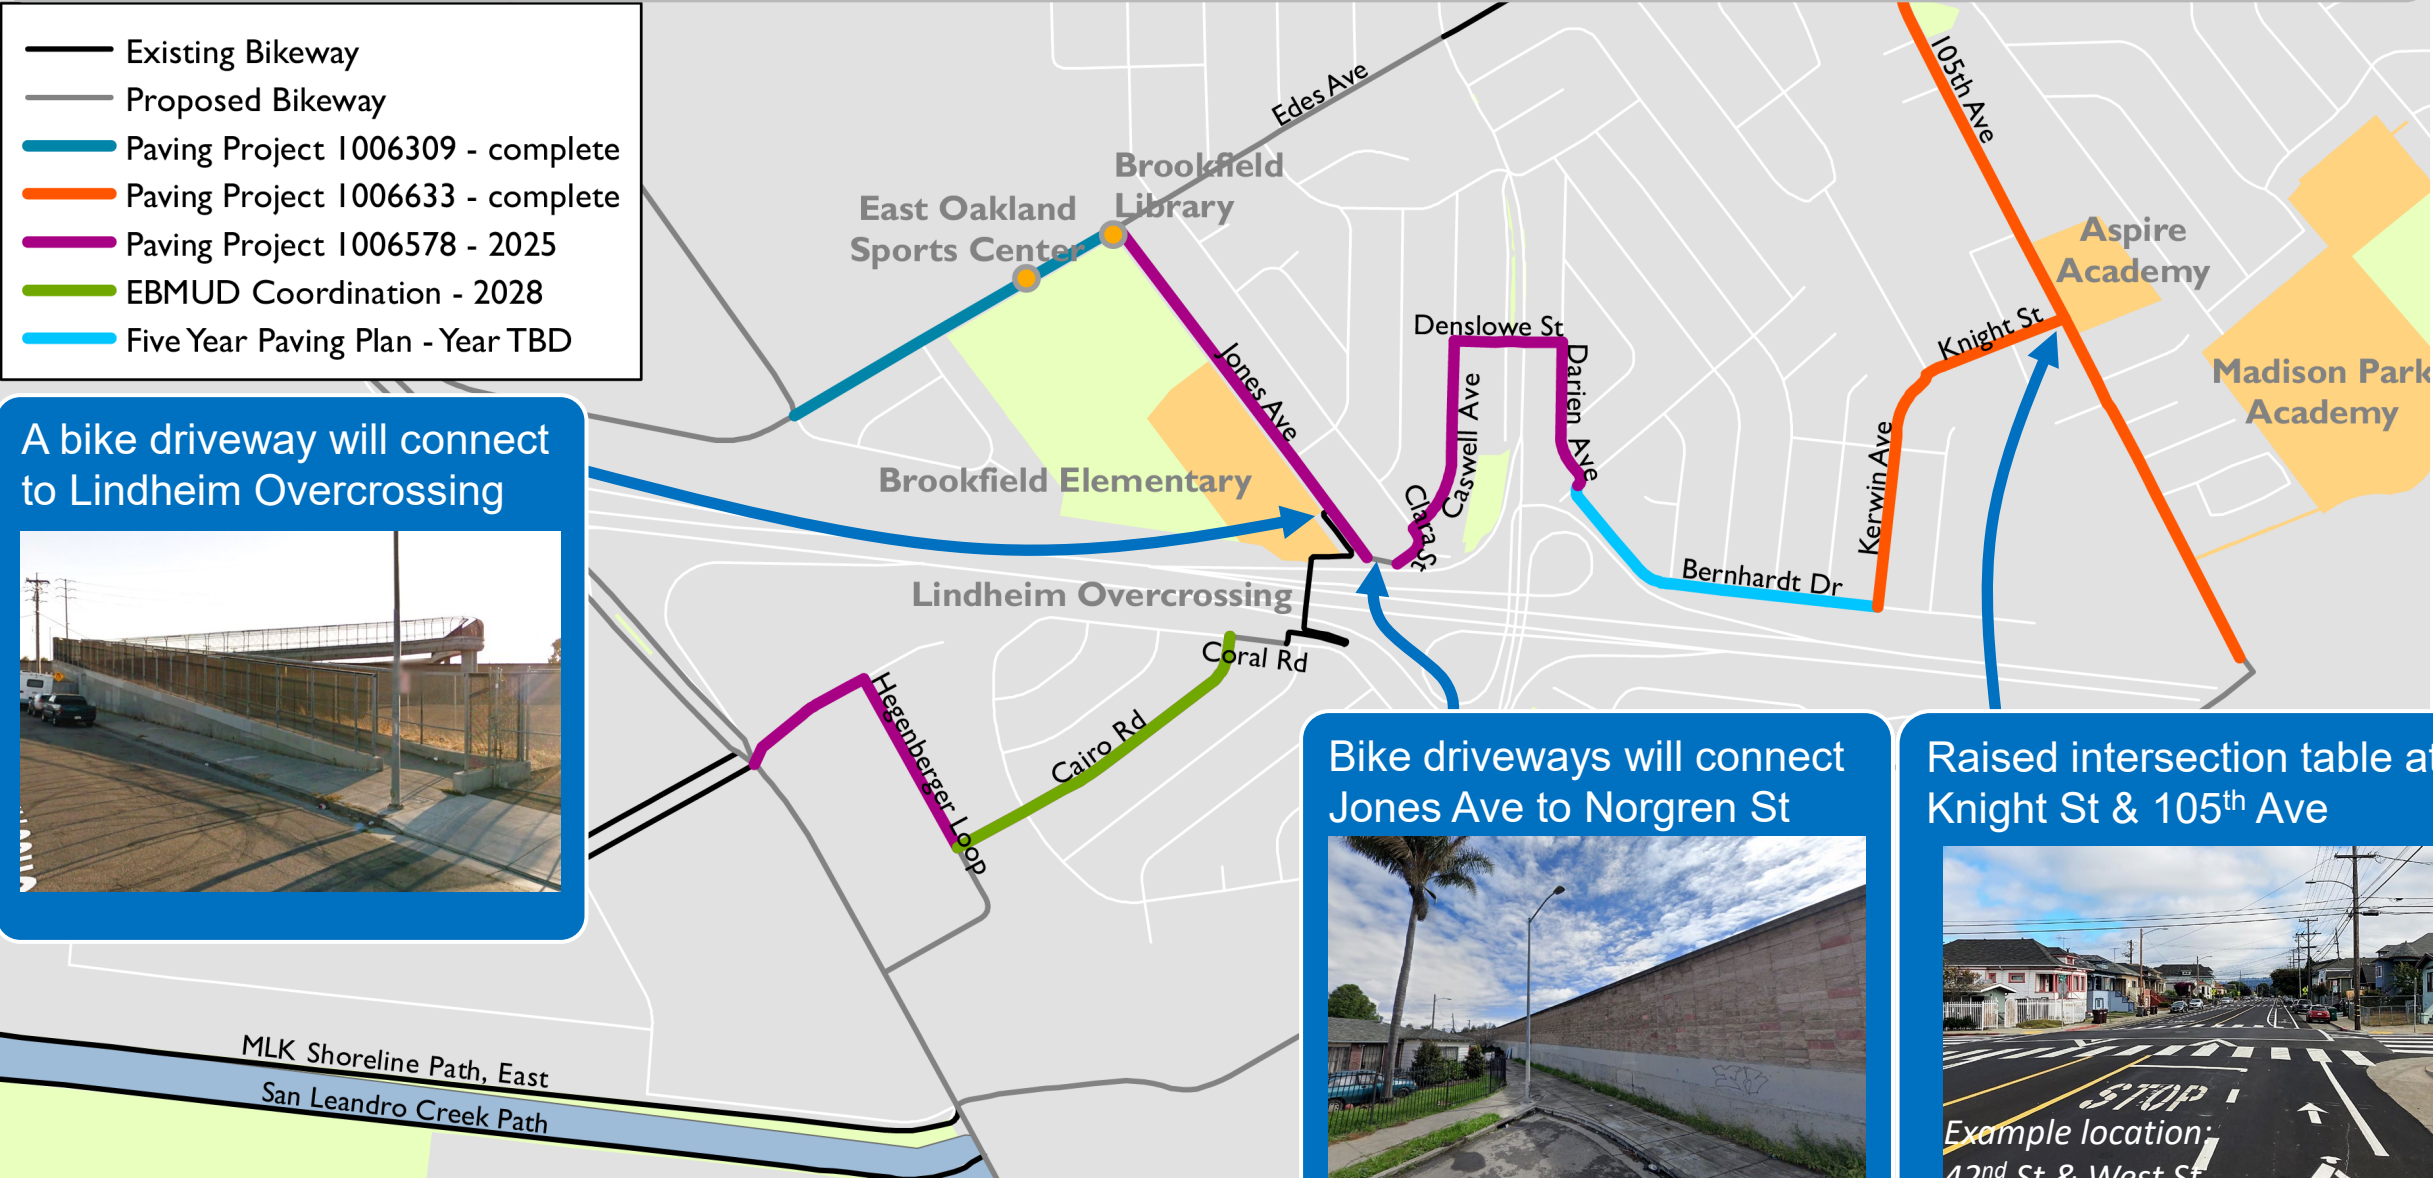 Existing Bikeway
Proposed Bikeway
Paving Project 1006309 - complete
Paving Project 1006633 - complete
Paving Project 1006578 - 2025
EBMUD Coordination - 2028
Five Year Paving Plan - Year TBD
Edes Ave
105th Ave
Brookfield
Library
East Oakland
Sports Center
Aspire
Academy
Denslowe St
Knight St
Jones Ave
Darien Ave
Caswell Ave
Madison Park
Academy
Kerwin Ave
Brookfield Elementary
Clara St
Bernhardt Dr
Lindheim Overcrossing
Coral Rd
Hegenberger Loop
Cairo Rd
A bike driveway will connect
to Lindheim Overcrossing
Bike driveways will connect
Jones Ave to Norgren St
Raised intersection table at
Knight St & 105th Ave
STOP
Example location:
42nd St & West St
MLK Shoreline Path, East
San Leandro Creek Path